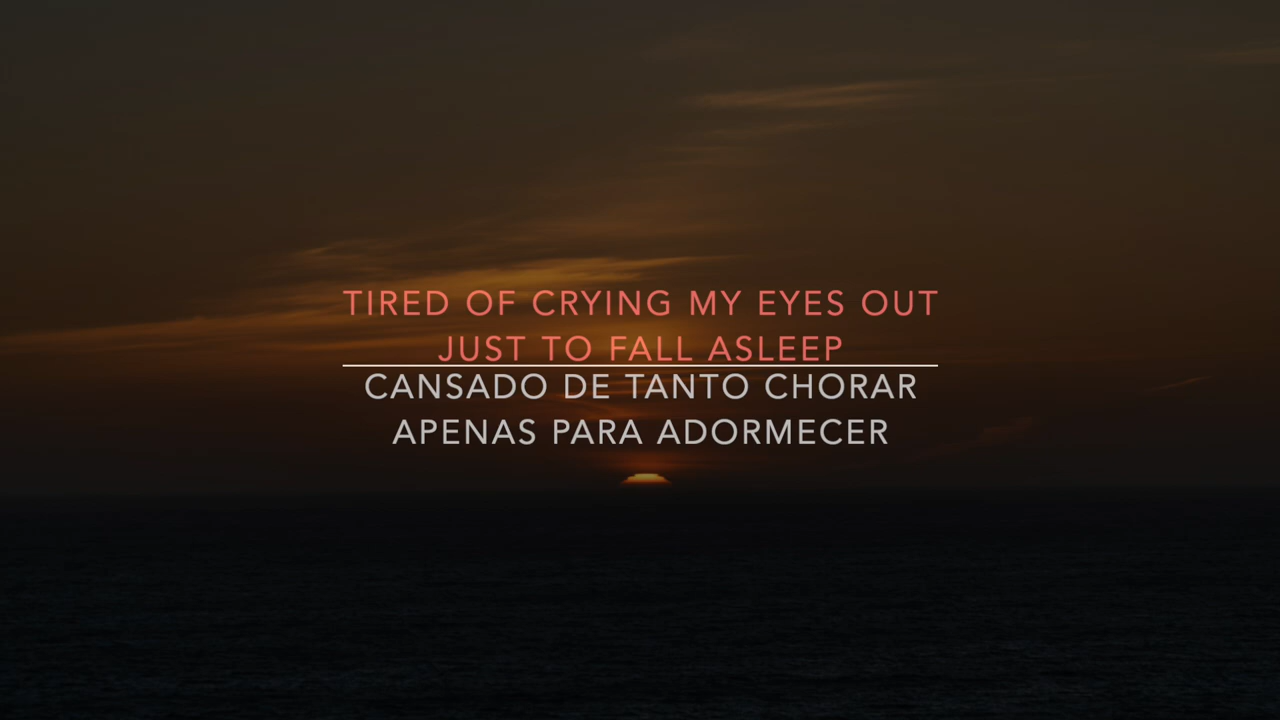 TIRED OF CRYING MY EYES OUT
JUST TO FALL ASLEEP
CANSADO DE TANTO CHORAR
APENAS PARA ADORMECER